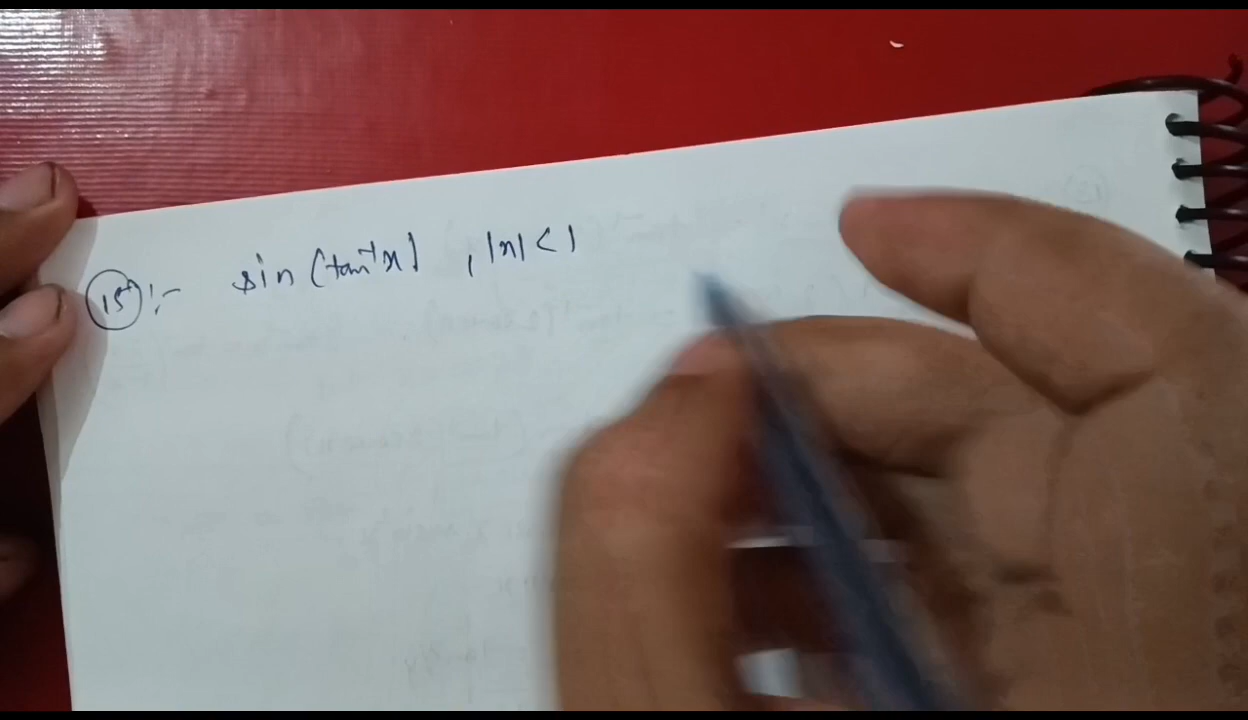 15 :- sin (tan⁻¹x) , |x| < 1